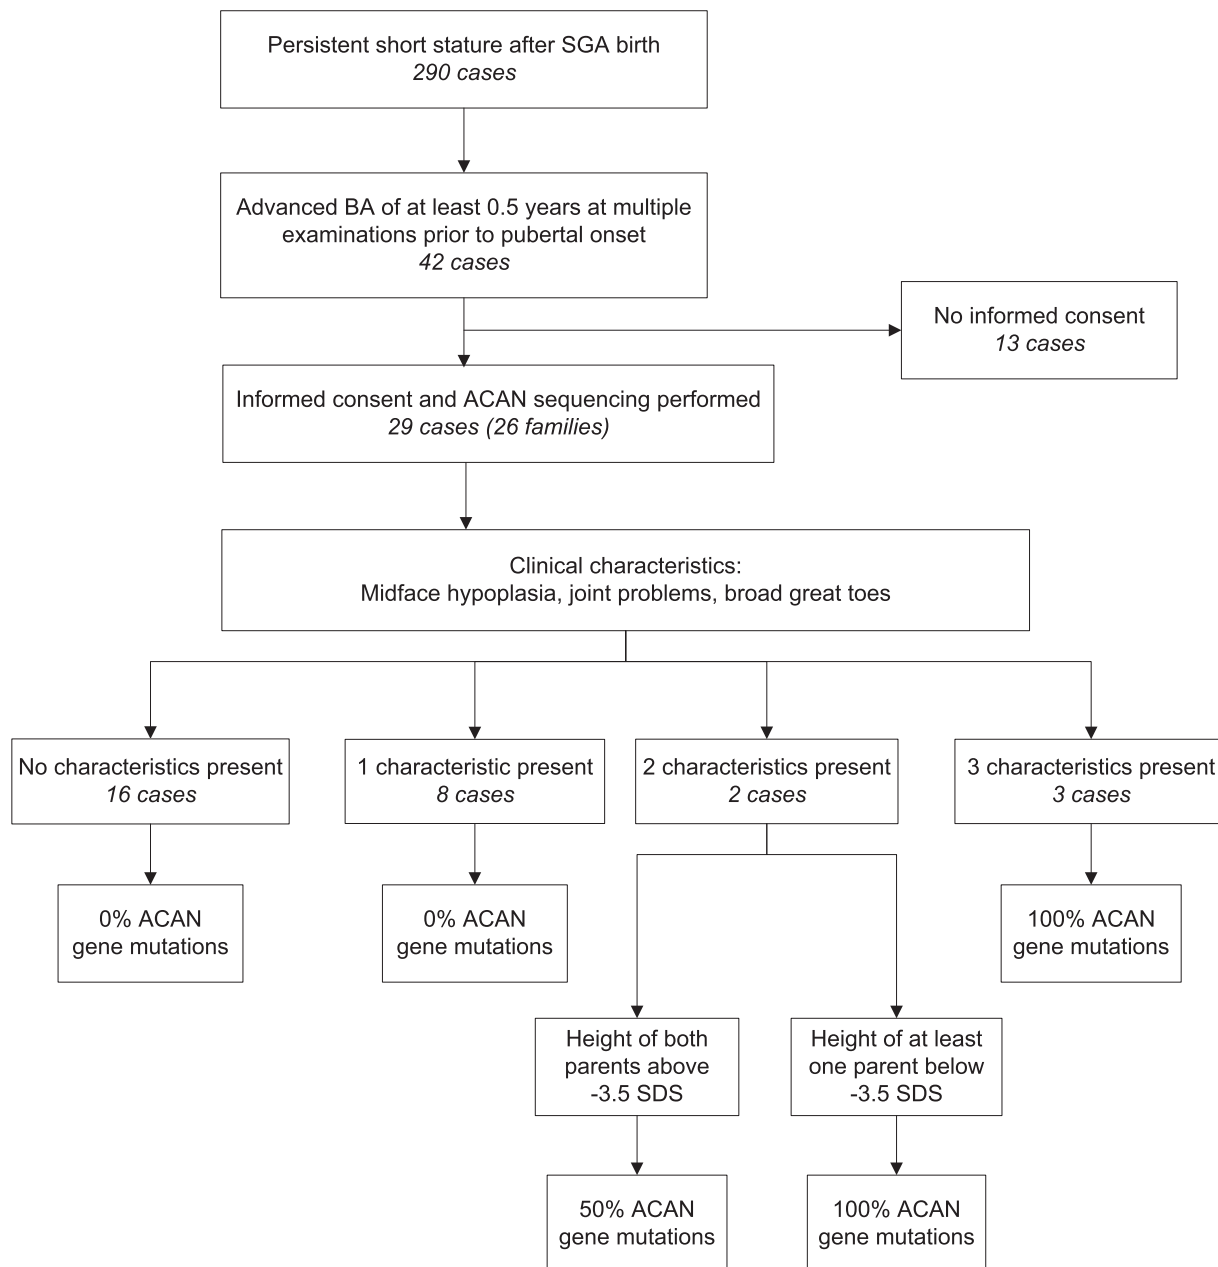 Persistent short stature after SGA birth
290 cases
Advanced BA of at least 0.5 years at multiple
examinations prior to pubertal onset
42 cases
No informed consent
13 cases
Informed consent and ACAN sequencing performed
29 cases (26 families)
Clinical characteristics:
Midface hypoplasia, joint problems, broad great toes
No characteristics present
16 cases
1 characteristic present
8 cases
2 characteristics present
2 cases
3 characteristics present
3 cases
0% ACAN
gene mutations
0% ACAN
gene mutations
100% ACAN
gene mutations
Height of both
parents above
-3.5 SDS
Height of at least
one parent below
-3.5 SDS
50% ACAN
gene mutations
100% ACAN
gene mutations